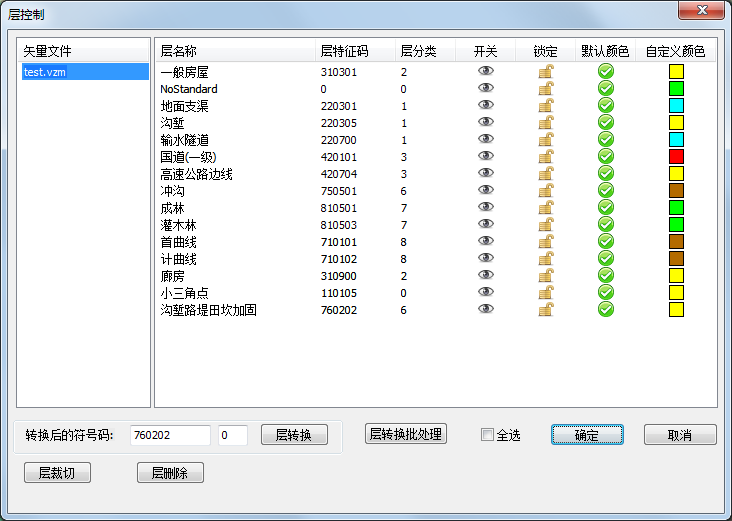 层控制
矢量文件
test.vzm
层名称 层特征码 层分类 开关 锁定 默认颜色 自定义颜色
一般房屋 310301 2
NoStandard 0 0
地面支渠 220301 1
沟堑 220305 1
输水隧道 220700 1
国道(一级) 420101 3
高速公路边线 420704 3
冲沟 750501 6
成林 810501 7
灌木林 810503 7
首曲线 710101 8
计曲线 710102 8
廊房 310900 2
小三角点 110105 0
沟堑路堤田坎加固 760202 6
转换后的符号码: 760202 0 层转换 层转换批处理 全选 确定 取消
层裁切 层删除